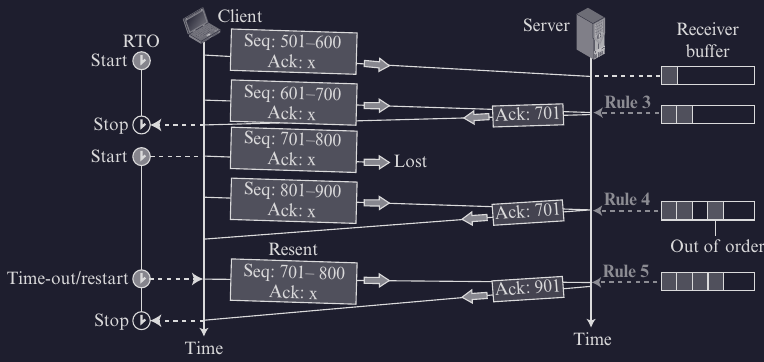 Client
Server
Receiver
buffer
RTO
Start
Seq: 501–600
Ack: x
Seq: 601–700
Ack: x
Ack: 701
Rule 3
Stop
Start
Seq: 701–800
Ack: x
Lost
Seq: 801–900
Ack: x
Ack: 701
Rule 4
Out of order
Resent
Time-out/restart
Seq: 701– 800
Ack: x
Ack: 901
Rule 5
Stop
Time
Time